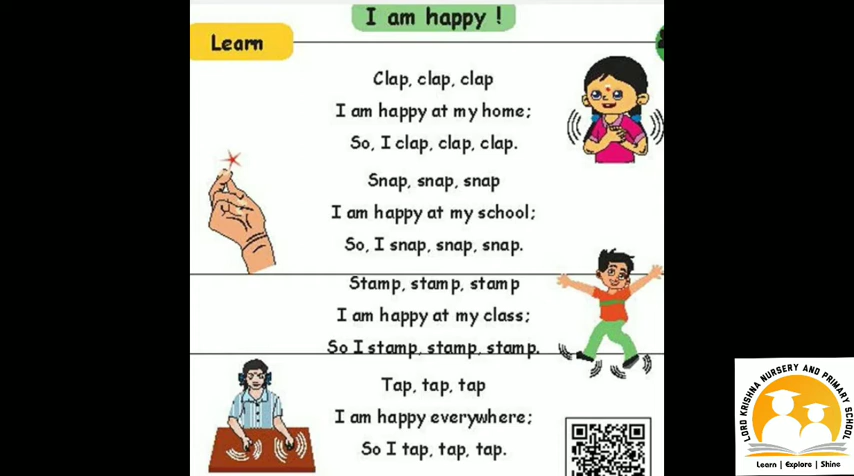 I am happy !
Learn
Clap, clap, clap
I am happy at my home;
So, I clap, clap, clap.
Snap, snap, snap
I am happy at my school;
So, I snap, snap, snap.
Stamp, stamp, stamp
I am happy at my class;
So I stamp, stamp, stamp.
Tap, tap, tap
I am happy everywhere;
So I tap, tap, tap.
LORD KRISHNA NURSERY AND PRIMARY SCHOOL
Learn | Explore | Shine